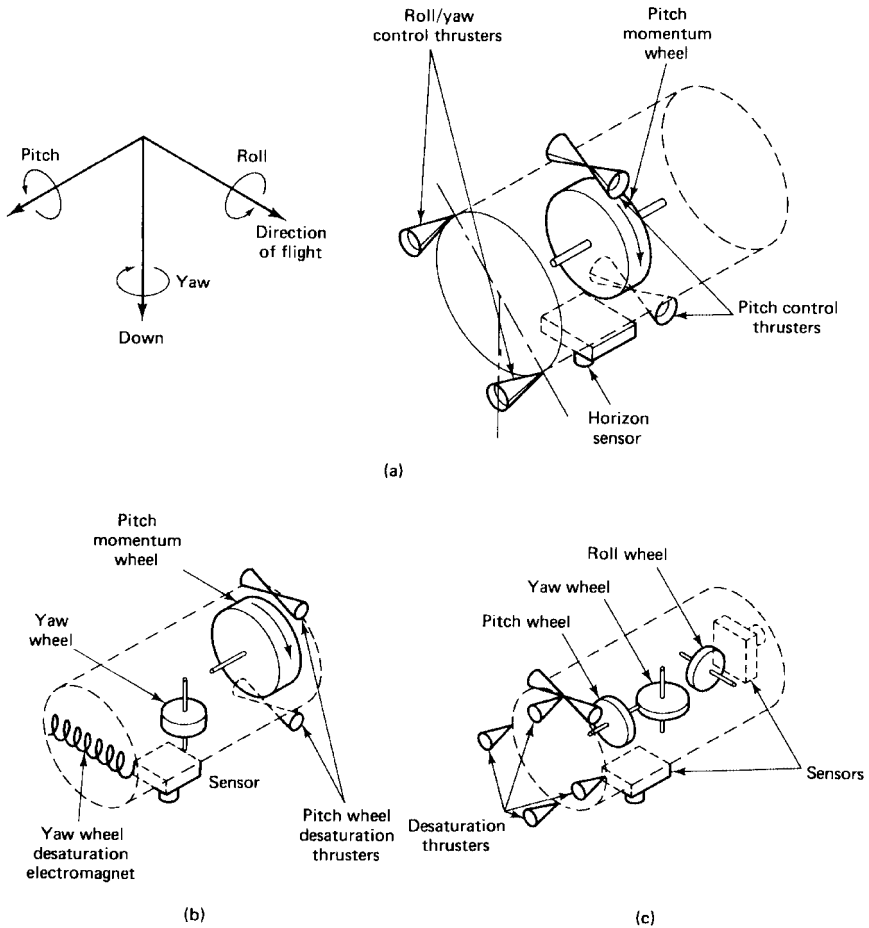 Roll/yaw
control thrusters
Pitch
momentum
wheel
Pitch
Roll
Direction
of flight
Yaw
Down
Pitch control
thrusters
Horizon
sensor
(a)
Pitch
momentum
wheel
Yaw
wheel
Sensor
Yaw wheel
desaturation
electromagnet
Pitch wheel
desaturation
thrusters
(b)
Roll wheel
Yaw wheel
Pitch wheel
Sensors
Desaturation
thrusters
(c)